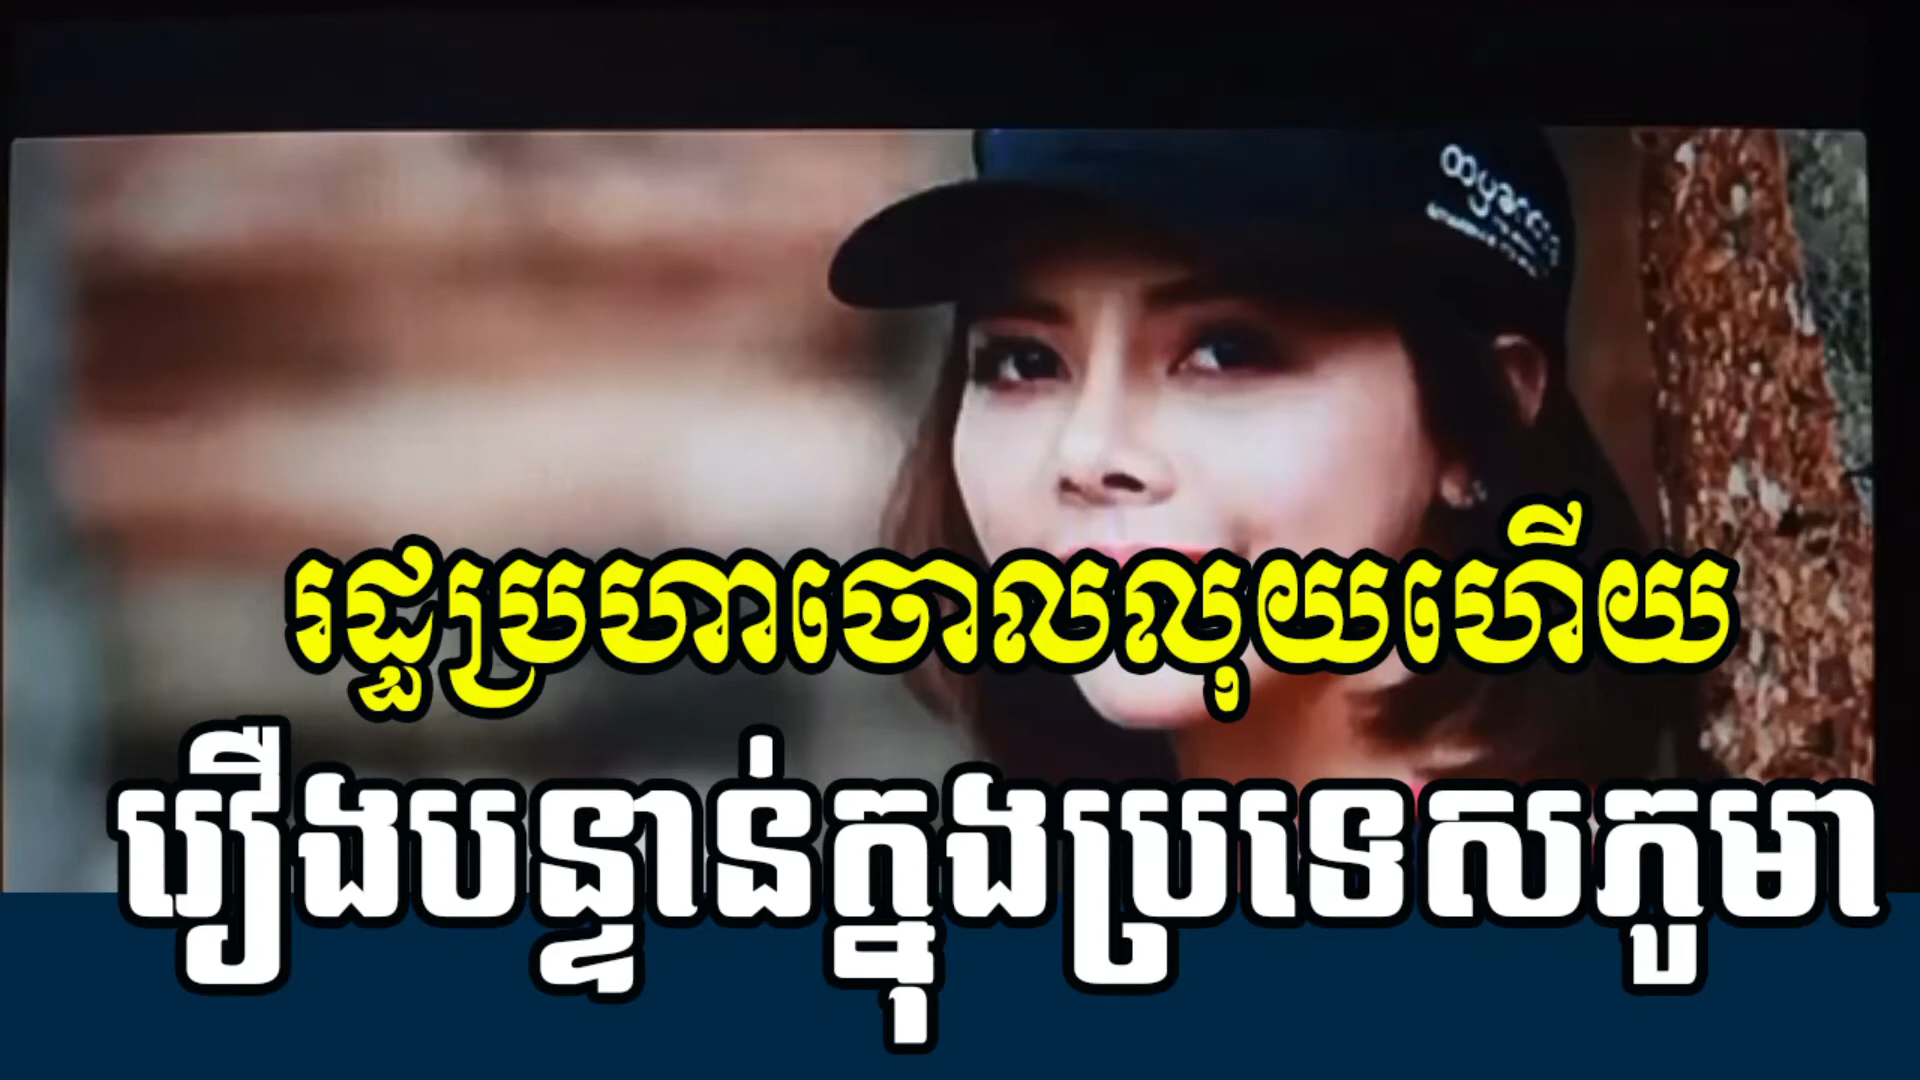 រដ្ឋប្រហាចោលលុយហើយ
រឿងបន្ទាន់ក្នុងប្រទេសភូមា